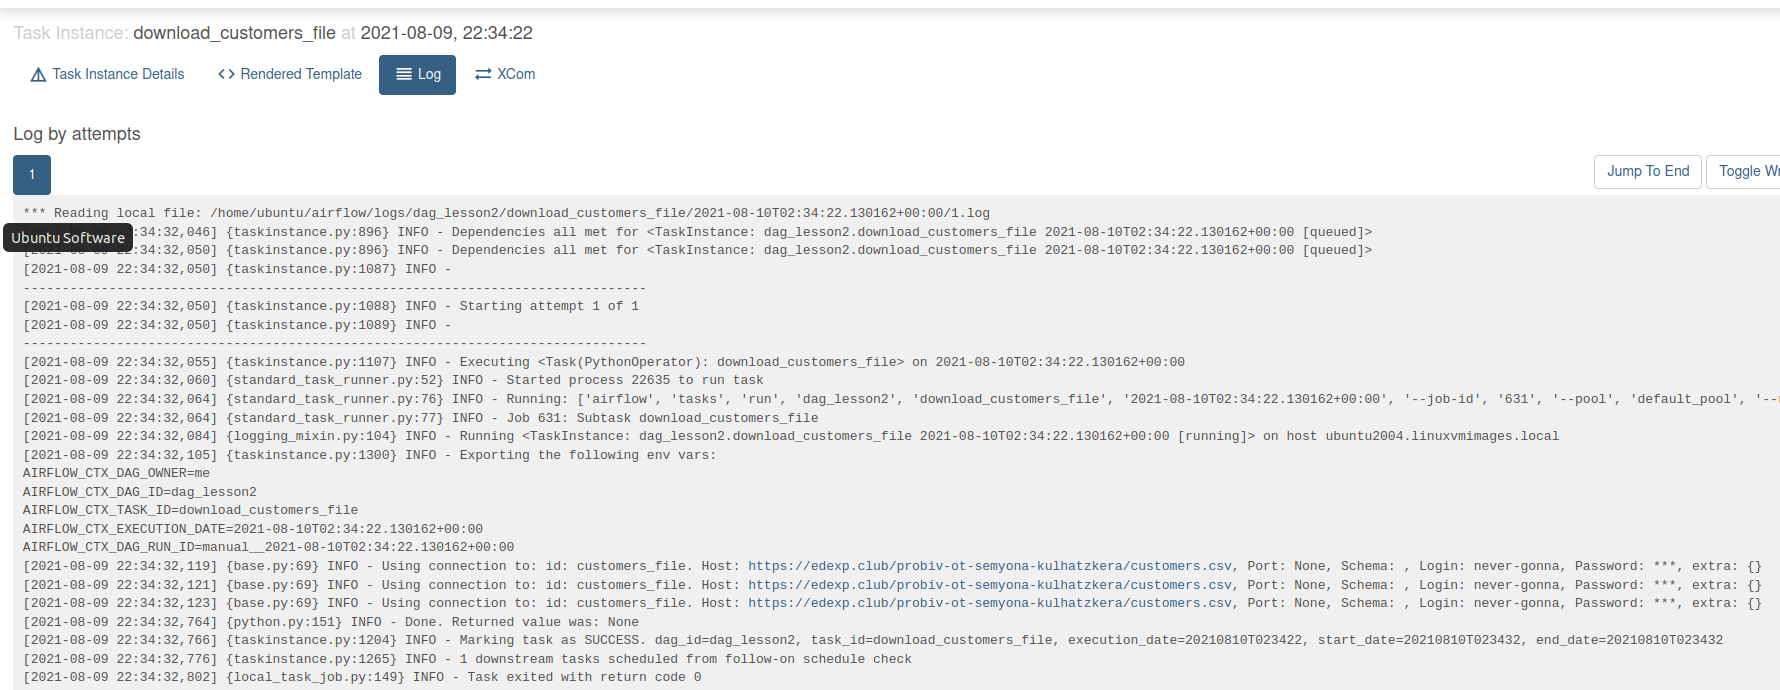 Task Instance: download_customers_file at 2021-08-09, 22:34:22
Task Instance Details
Rendered Template
Log
XCom
Log by attempts
1
Jump To End
Toggle
*** Reading local file: /home/ubuntu/airflow/logs/dag_lesson2/download_customers_file/2021-08-10T02:34:22.130162+00:00/1.log
Ubuntu Software
:34:32,046] {taskinstance.py:896} INFO - Dependencies all met for <TaskInstance: dag_lesson2.download_customers_file 2021-08-10T02:34:22.130162+00:00 [queued]>
[2021-08-09 22:34:32,050] {taskinstance.py:896} INFO - Dependencies all met for <TaskInstance: dag_lesson2.download_customers_file 2021-08-10T02:34:22.130162+00:00 [queued]>
[2021-08-09 22:34:32,050] {taskinstance.py:1087} INFO -
--------------------------------------------------------------------------------
[2021-08-09 22:34:32,050] {taskinstance.py:1088} INFO - Starting attempt 1 of 1
[2021-08-09 22:34:32,050] {taskinstance.py:1089} INFO -
--------------------------------------------------------------------------------
[2021-08-09 22:34:32,055] {taskinstance.py:1107} INFO - Executing <Task(PythonOperator): download_customers_file> on 2021-08-10T02:34:22.130162+00:00
[2021-08-09 22:34:32,060] {standard_task_runner.py:52} INFO - Started process 22635 to run task
[2021-08-09 22:34:32,064] {standard_task_runner.py:76} INFO - Running: ['airflow', 'tasks', 'run', 'dag_lesson2', 'download_customers_file', '2021-08-10T02:34:22.130162+00:00', '--job-id', '631', '--pool', 'default_pool', '--
[2021-08-09 22:34:32,064] {standard_task_runner.py:77} INFO - Job 631: Subtask download_customers_file
[2021-08-09 22:34:32,084] {logging_mixin.py:104} INFO - Running <TaskInstance: dag_lesson2.download_customers_file 2021-08-10T02:34:22.130162+00:00 [running]> on host ubuntu2004.linuxvmimages.local
[2021-08-09 22:34:32,105] {taskinstance.py:1300} INFO - Exporting the following env vars:
AIRFLOW_CTX_DAG_OWNER=me
AIRFLOW_CTX_DAG_ID=dag_lesson2
AIRFLOW_CTX_TASK_ID=download_customers_file
AIRFLOW_CTX_EXECUTION_DATE=2021-08-10T02:34:22.130162+00:00
AIRFLOW_CTX_DAG_RUN_ID=manual__2021-08-10T02:34:22.130162+00:00
[2021-08-09 22:34:32,119] {base.py:69} INFO - Using connection to: id: customers_file. Host: https://edexp.club/probiv-ot-semyona-kulhatzkera/customers.csv, Port: None, Schema: , Login: never-gonna, Password: ***, extra: {}
[2021-08-09 22:34:32,121] {base.py:69} INFO - Using connection to: id: customers_file. Host: https://edexp.club/probiv-ot-semyona-kulhatzkera/customers.csv, Port: None, Schema: , Login: never-gonna, Password: ***, extra: {}
[2021-08-09 22:34:32,123] {base.py:69} INFO - Using connection to: id: customers_file. Host: https://edexp.club/probiv-ot-semyona-kulhatzkera/customers.csv, Port: None, Schema: , Login: never-gonna, Password: ***, extra: {}
[2021-08-09 22:34:32,764] {python.py:151} INFO - Done. Returned value was: None
[2021-08-09 22:34:32,766] {taskinstance.py:1204} INFO - Marking task as SUCCESS. dag_id=dag_lesson2, task_id=download_customers_file, execution_date=20210810T023422, start_date=20210810T023432, end_date=20210810T023432
[2021-08-09 22:34:32,776] {taskinstance.py:1265} INFO - 1 downstream tasks scheduled from follow-on schedule check
[2021-08-09 22:34:32,802] {local_task_job.py:149} INFO - Task exited with return code 0